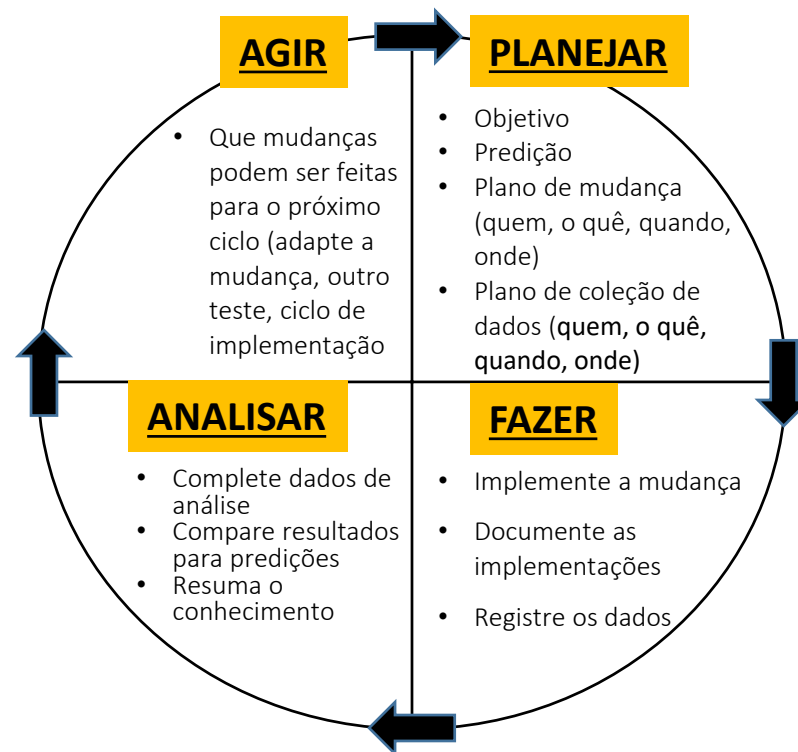 AGIR
• Que mudanças
podem ser feitas
para o próximo
ciclo (adapte a
mudança, outro
teste, ciclo de
implementação
PLANEJAR
• Objetivo
• Predição
• Plano de mudança
(quem, o quê, quando,
onde)
• Plano de coleção de
dados (quem, o quê,
quando, onde)
ANALISAR
• Complete dados de
análise
• Compare resultados
para predições
• Resuma o
conhecimento
FAZER
• Implemente a mudança
• Documente as
implementações
• Registre os dados